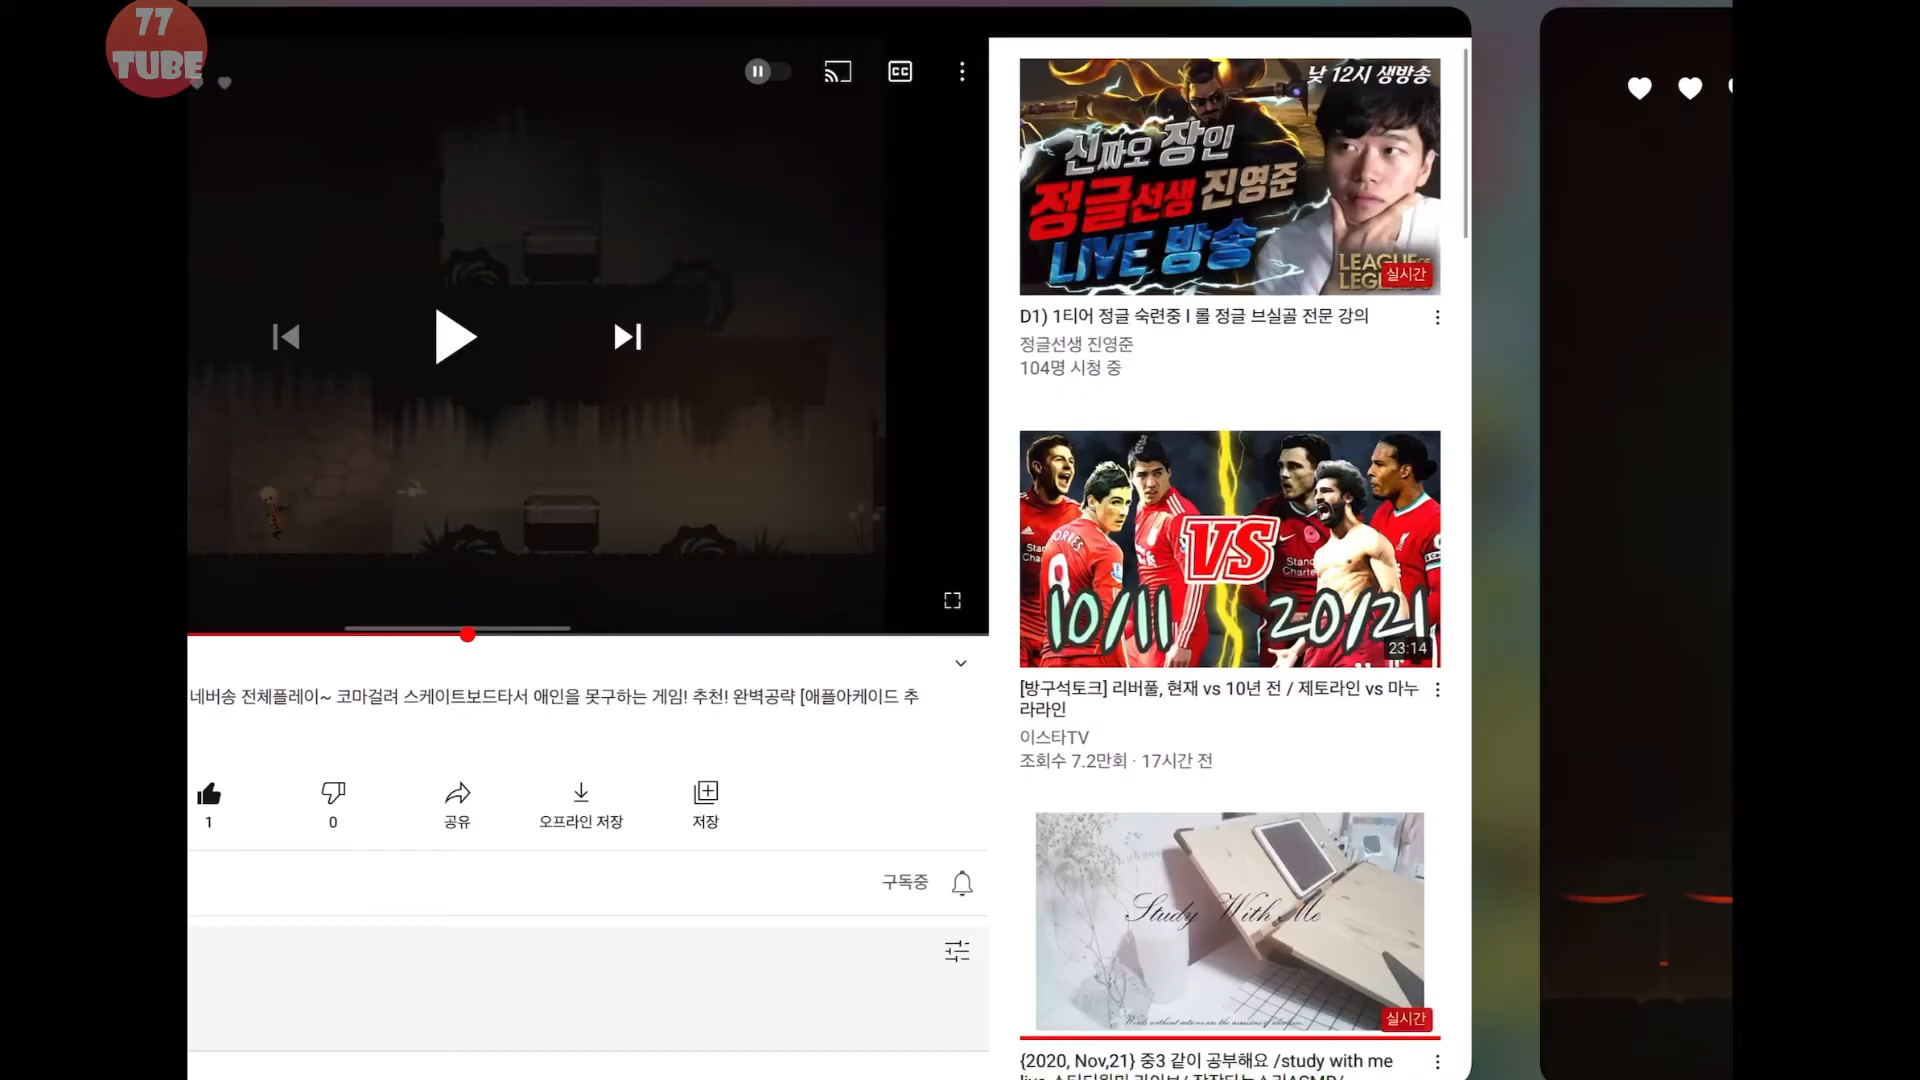 77
TUBE
CC
낮 12시 생방송
신짜오 장인
정글선생 진영준
LIVE 방송
LEAGUE OF
실시간
D1) 1티어 정글 숙련중 I 롤 정글 브실골 전문 강의
정글선생 진영준
104명 시청 중
TORRES
9
VS
10/11
20/21
23:14
[방구석토크] 리버풀, 현재 vs 10년 전 / 제토라인 vs 마누
라라인
이스타TV
조회수 7.2만회 · 17시간 전
네버송 전체플레이~ 코마걸려 스케이트보드타서 애인을 못구하는 게임! 추천! 완벽공략 [애플아케이드 추
1
0
공유
오프라인 저장
저장
구독중
Study With Me
실시간
{2020, Nov,21} 중3 같이 공부해요 /study with me